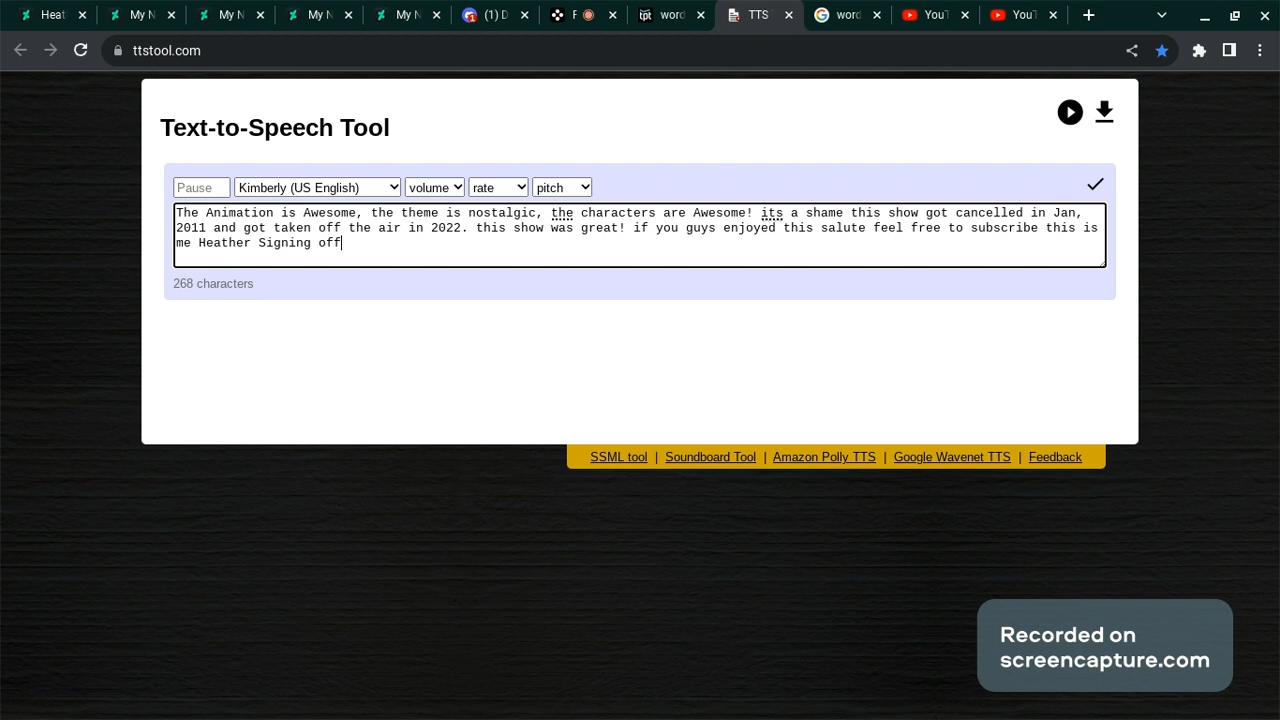 Heat
My N
My N
My N
My N
(1) D
F
word
TTS
word
YouT
YouT
ttstool.com
Text-to-Speech Tool
Pause
Kimberly (US English)
volume
rate
pitch
The Animation is Awesome, the theme is nostalgic, the characters are Awesome! its a shame this show got cancelled in Jan,
2011 and got taken off the air in 2022. this show was great! if you guys enjoyed this salute feel free to subscribe this is
me Heather Signing off
268 characters
SSML tool | Soundboard Tool | Amazon Polly TTS | Google Wavenet TTS | Feedback
Recorded on
screencapture.com